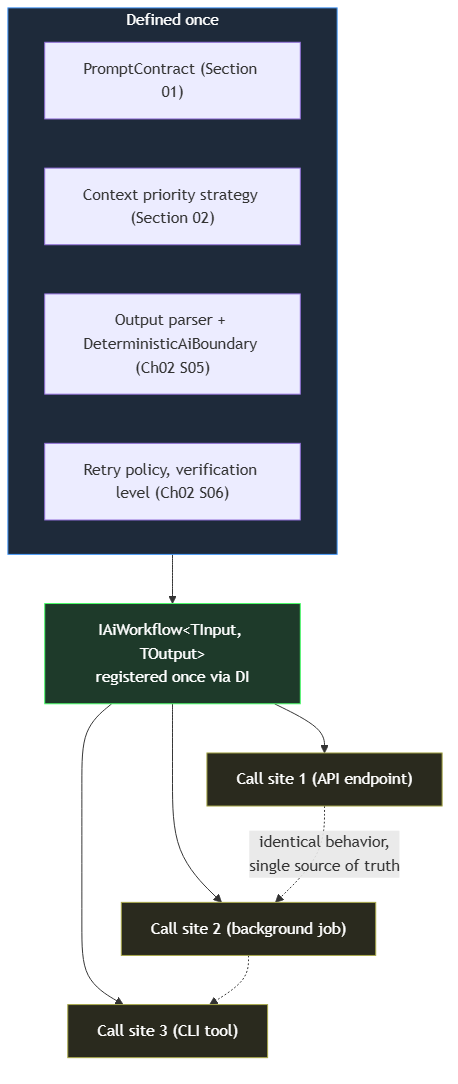 Defined once
PromptContract (Section
01)
Context priority strategy
(Section 02)
Output parser +
DeterministicAiBoundary
(Ch02 S05)
Retry policy, verification
level (Ch02 S06)
IAiWorkflow<TInput,
TOutput>
registered once via DI
Call site 1 (API endpoint)
identical behavior,
single source of truth
Call site 2 (background job)
Call site 3 (CLI tool)